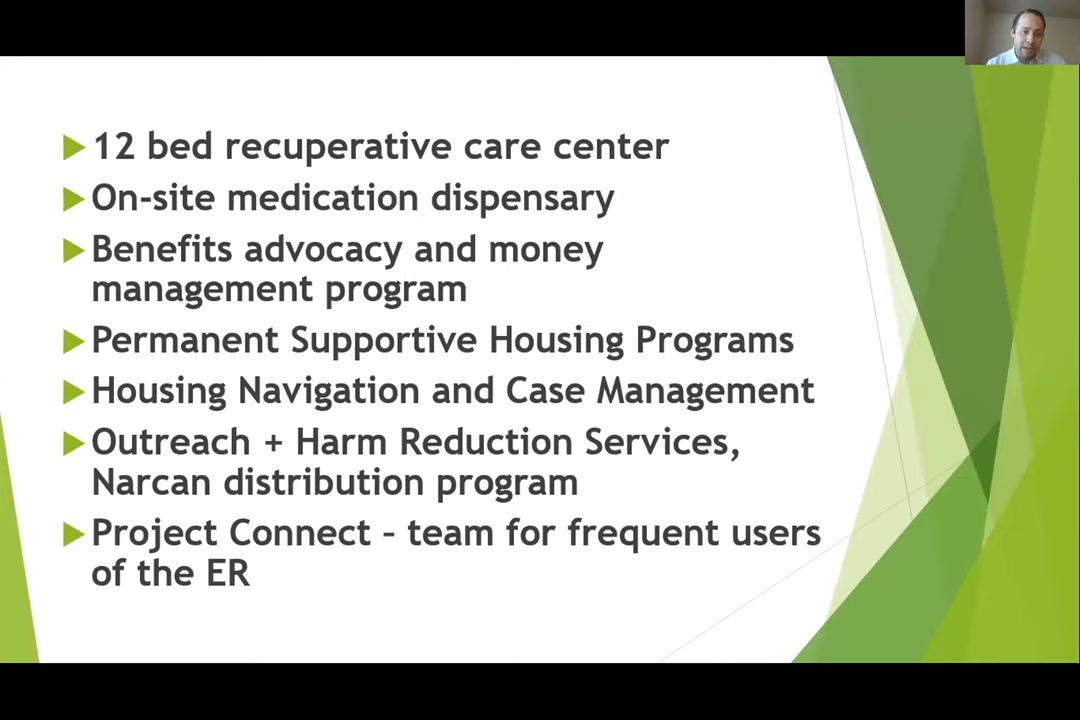 12 bed recuperative care center
On-site medication dispensary
Benefits advocacy and money
management program
Permanent Supportive Housing Programs
Housing Navigation and Case Management
Outreach + Harm Reduction Services,
Narcan distribution program
Project Connect – team for frequent users
of the ER